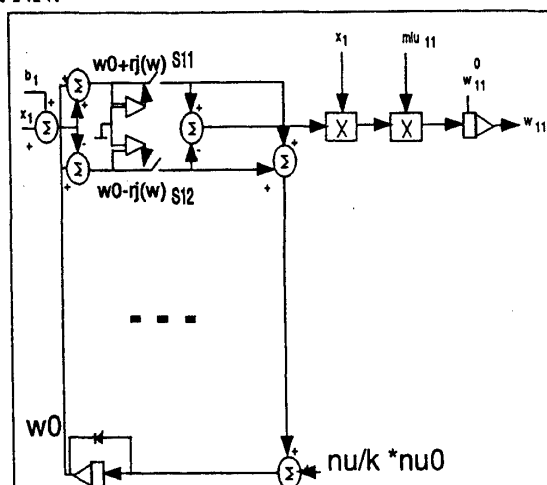 w0+rj(w) S11
x1
miu 11
b1
0
w11
+
+
+
x1
Σ
Σ
+
+
-
Σ
X
X
w11
-
-
+
Σ
+
Σ
w0-rj(w) S12
+
w0
+
Σ
+
nu/k *nu0